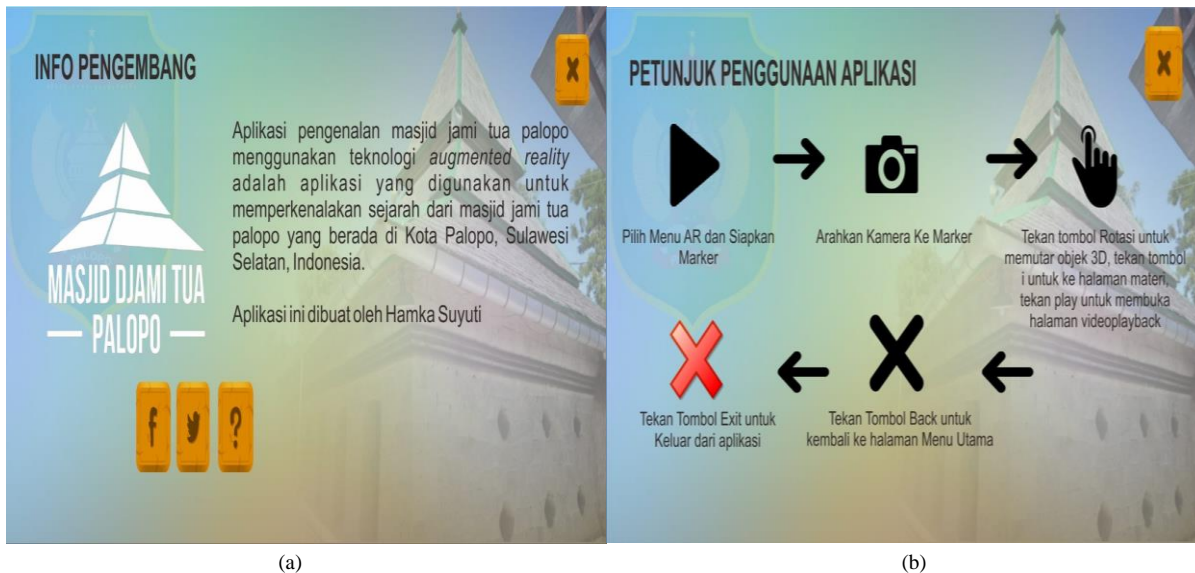 INFO PENGEMBANG
x
MASJID DJAMI TUA
PALOPO
Aplikasi pengenalan masjid jami tua palopo
menggunakan teknologi augmented reality
adalah aplikasi yang digunakan untuk
memperkenalakan sejarah dari masjid jami tua
palopo yang berada di Kota Palopo, Sulawesi
Selatan, Indonesia.
Aplikasi ini dibuat oleh Hamka Suyuti
f
?
(a)
PETUNJUK PENGGUNAAN APLIKASI
x
Pilih Menu AR dan Siapkan
Marker
Arahkan Kamera Ke Marker
Tekan tombol Rotasi untuk
memutar objek 3D, tekan tombol
i untuk ke halaman materi,
tekan play untuk membuka
halaman videoplayback
Tekan Tombol Exit untuk
Keluar dari aplikasi
Tekan Tombol Back untuk
kembali ke halaman Menu Utama
(b)